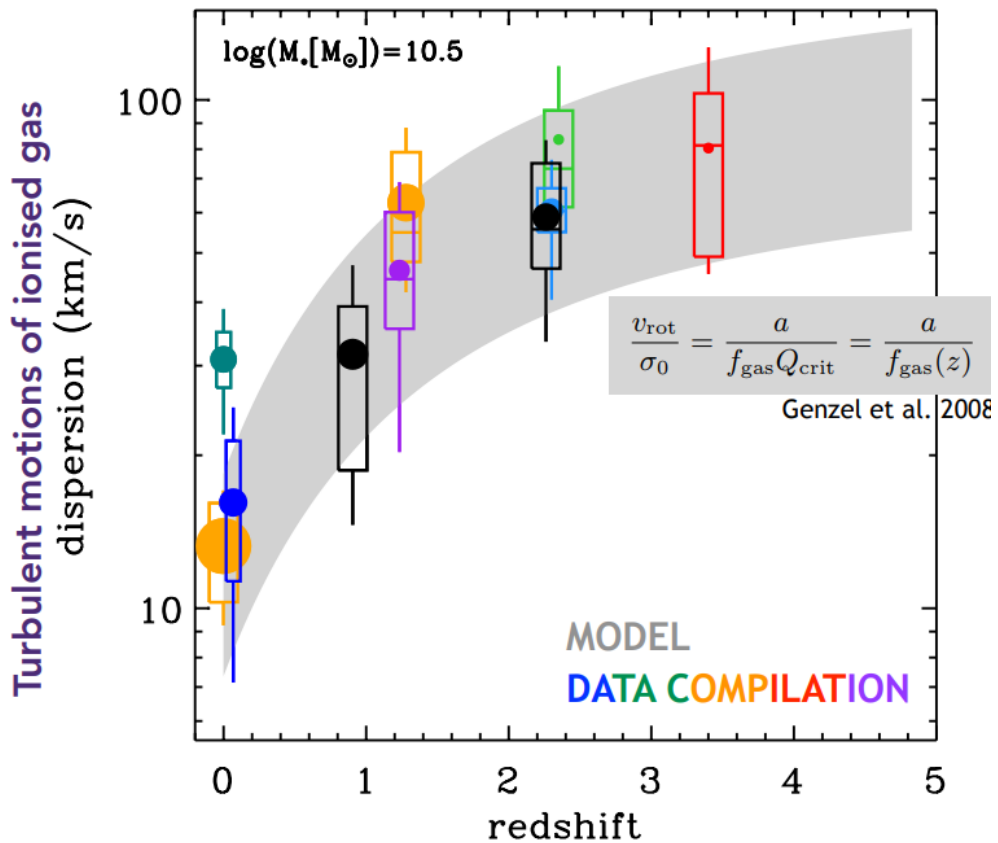 Turbulent motions of ionised gas
dispersion (km/s)
log(M*[M☉])=10.5
100
10
v_rot/σ_0 = a/(f_gas Q_crit) = a/f_gas(z)
Genzel et al. 2008
MODEL
DATA COMPILATION
0 1 2 3 4 5
redshift